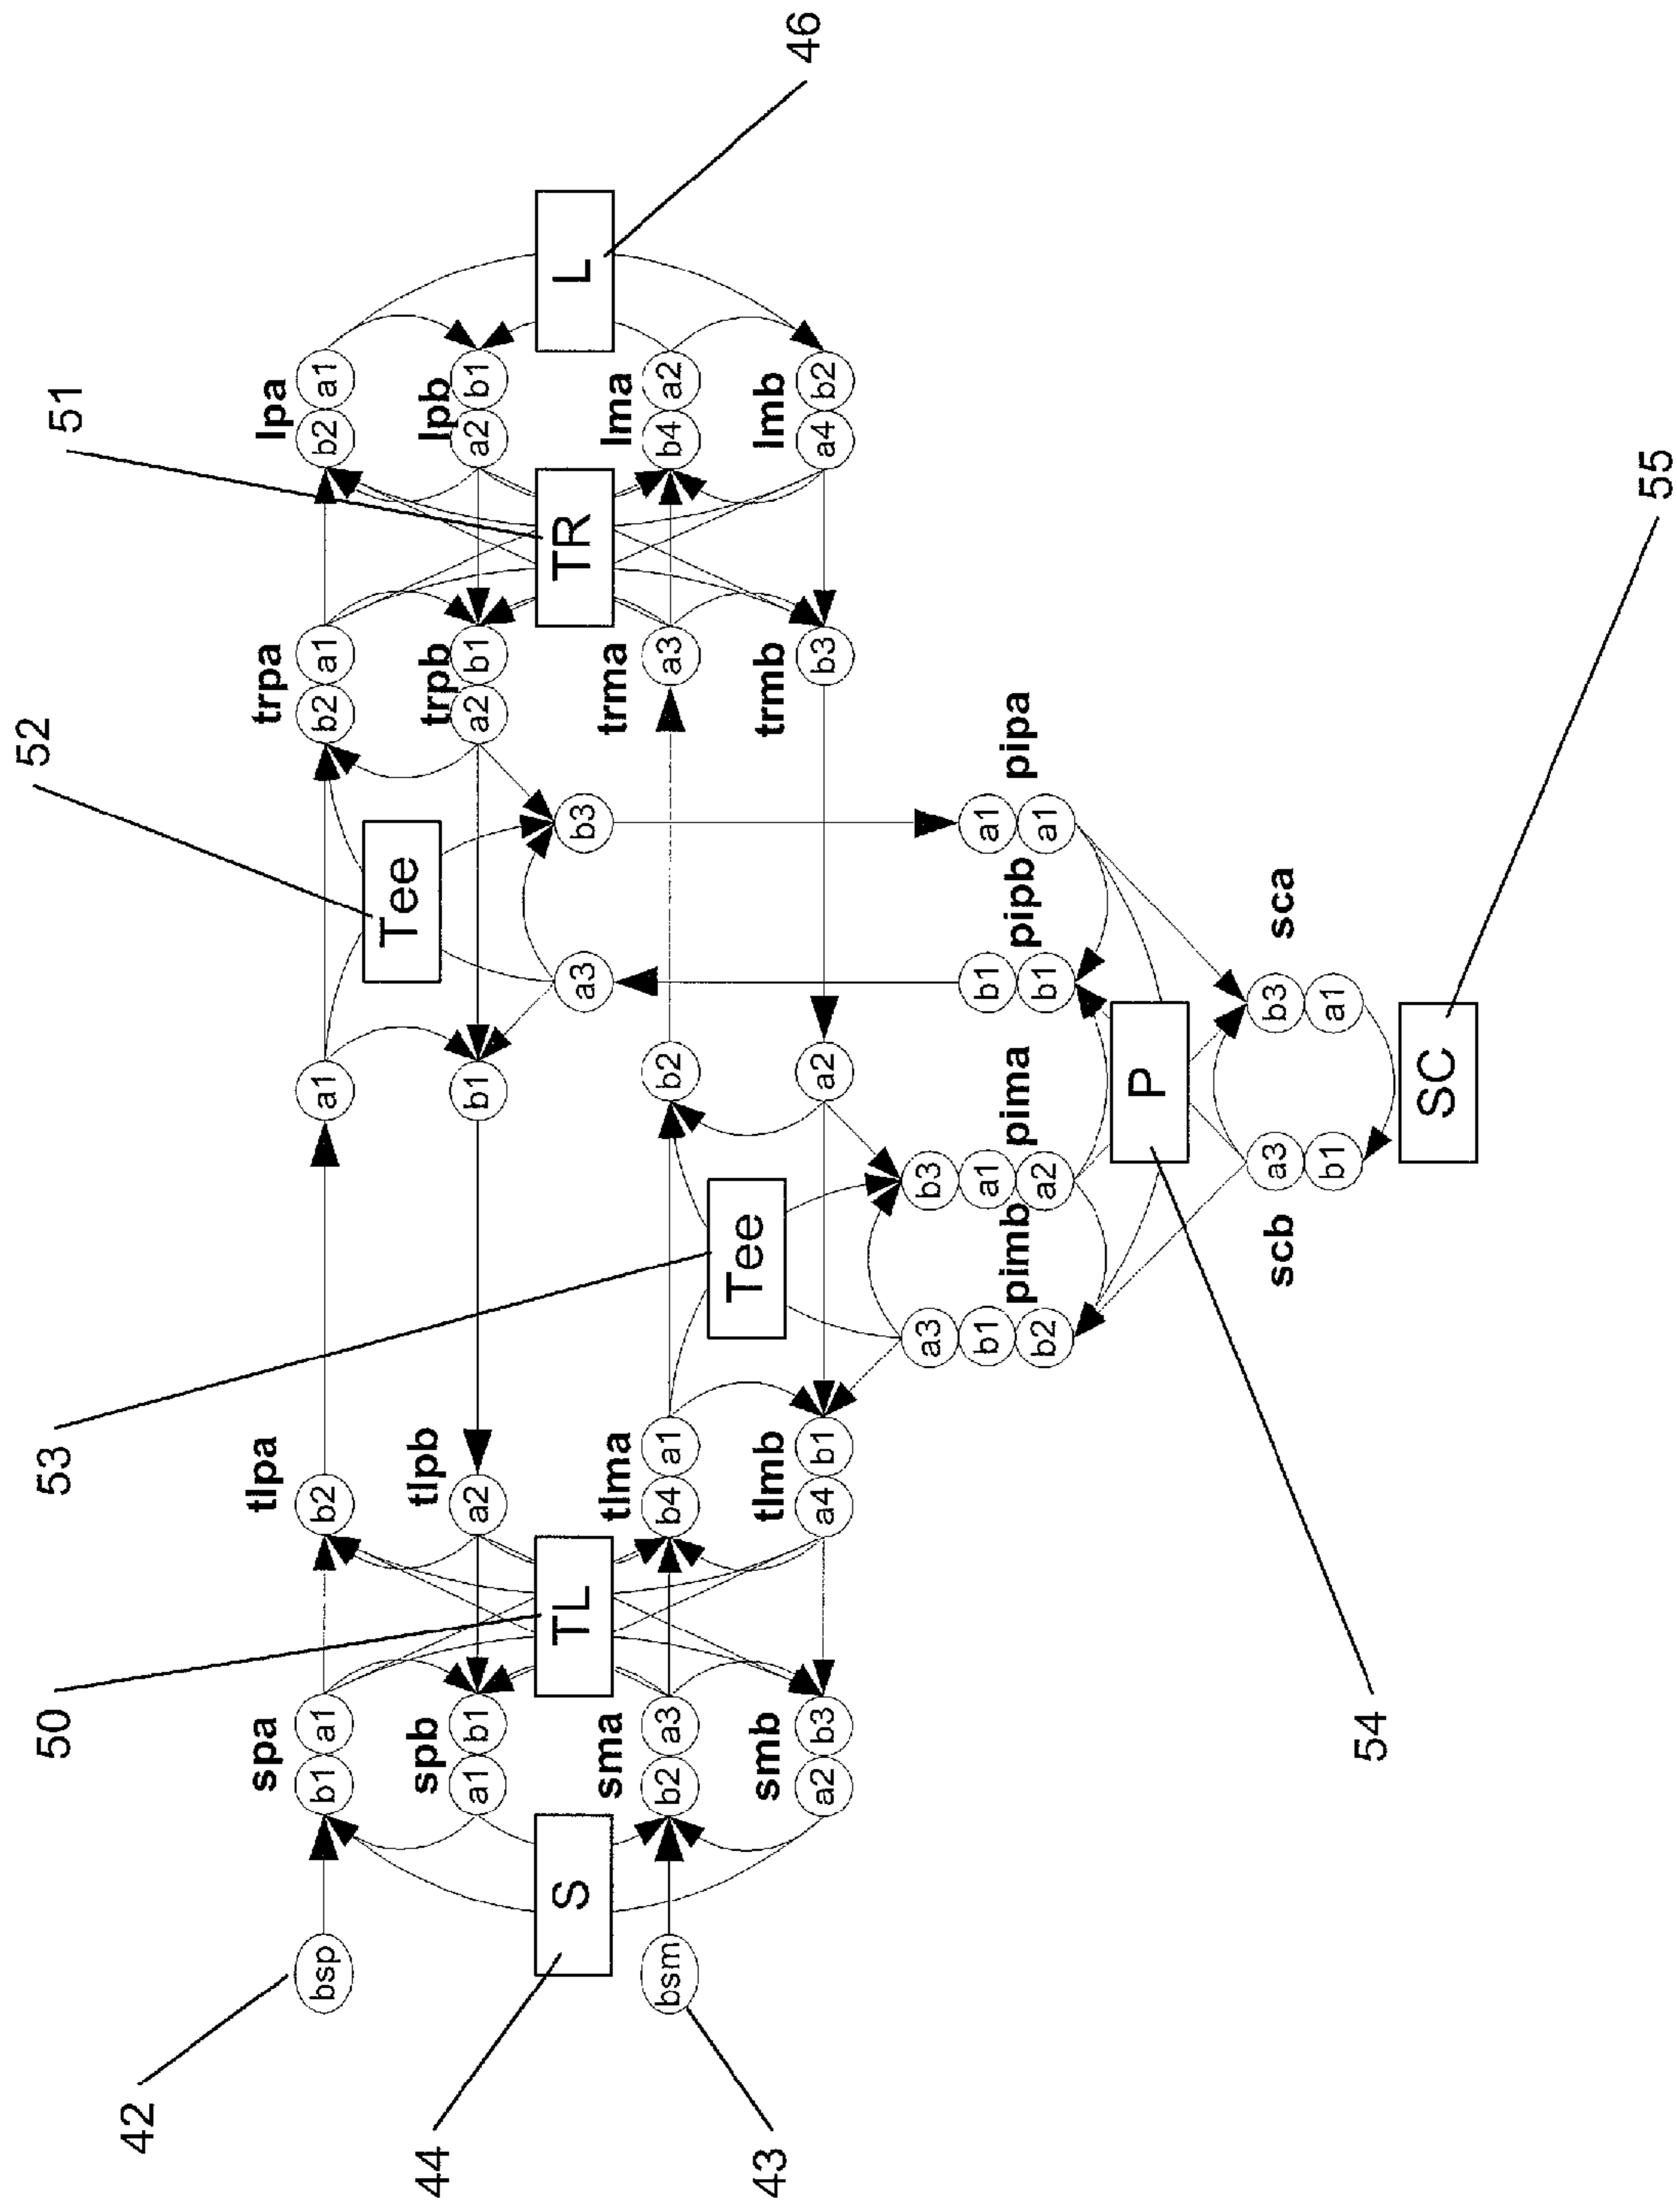 50
53
52
51
42
spa
tlpa
trpa
lpa
bsp
b1 a1
b2
a1
b2 a1
b2 a1
Tee
44
spb
tlpb
trpb
lpb
a1 b1
a2
b1
a2 b1
a2 b1
S
TL
a3
b3
TR
L
sma
tlma
trma
lma
bsm
b2 a3
b4 a1
b2
a3
b4 a2
Tee
43
smb
tlmb
trmb
lmb
46
a2 b3
a4 b1
a2
b3
a4 b2
a3
b3
b1
a1
b1
a1
pimb
pima
pipb
pipa
b2
a2
b1
a1
P
scb
sca
a3
b3
b1
a1
54
SC
55